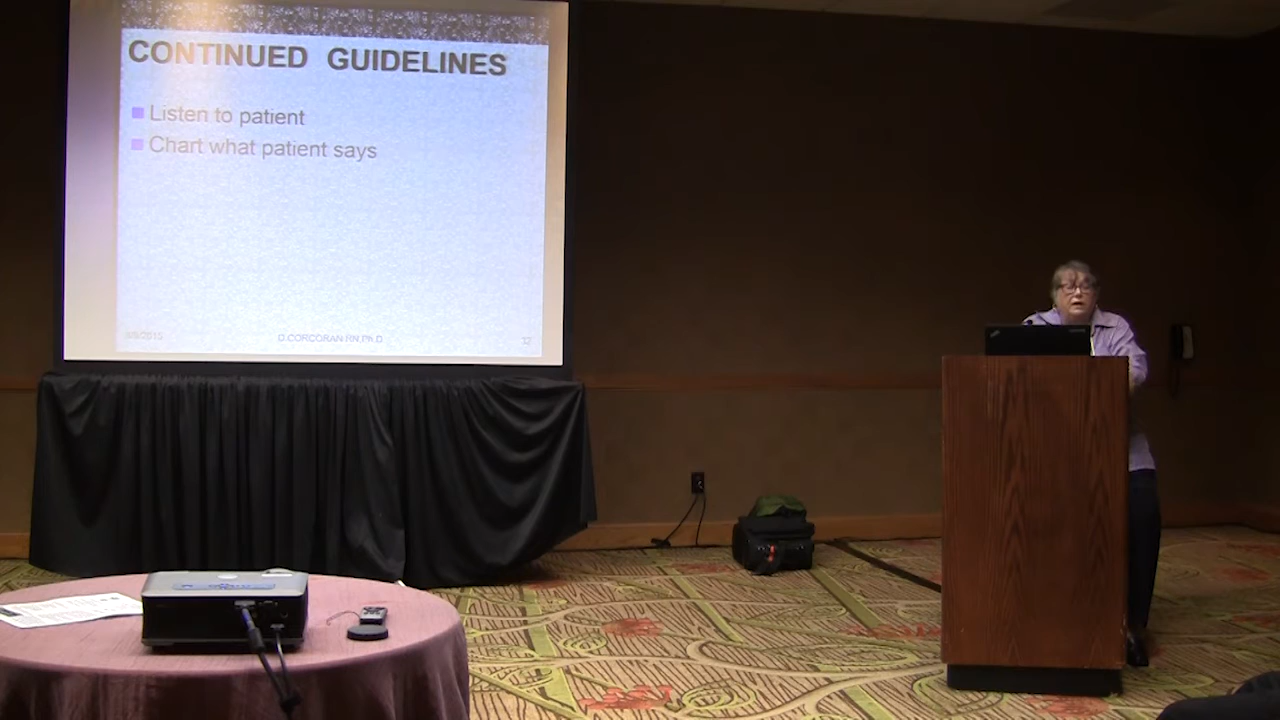 CONTINUED GUIDELINES
Listen to patient
Chart what patient says
D.CORCORAN RN,Ph.D